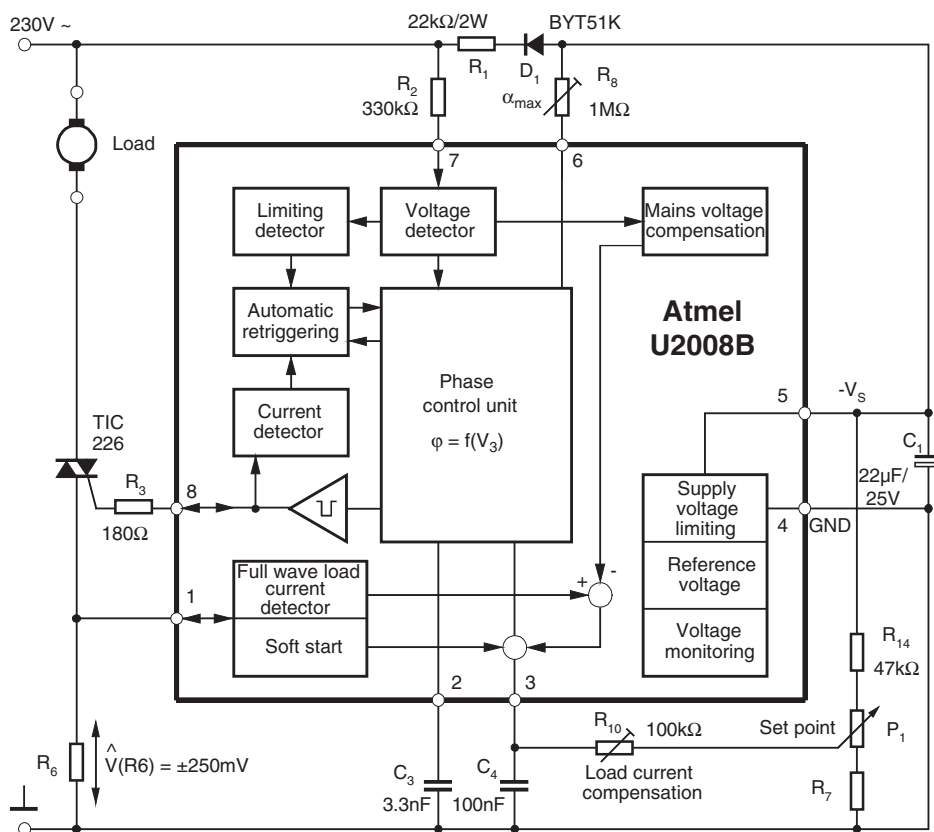 230V ~
22kΩ/2W
BYT51K
R1
D1
R2
330kΩ
αmax
R8
1MΩ
Load
7
6
Limiting
detector
Voltage
detector
Mains voltage
compensation
Automatic
retriggering
Atmel
U2008B
Phase
control unit
φ = f(V3)
Current
detector
TIC
226
R3
180Ω
8
5
-VS
C1
22µF/
25V
4
GND
Supply
voltage
limiting
Reference
voltage
Voltage
monitoring
1
Full wave load
current
detector
Soft start
+
-
2
3
R14
47kΩ
R10
100kΩ
Set point
P1
Load current
compensation
R6
^
V(R6) = ±250mV
C3
3.3nF
C4
100nF
R7